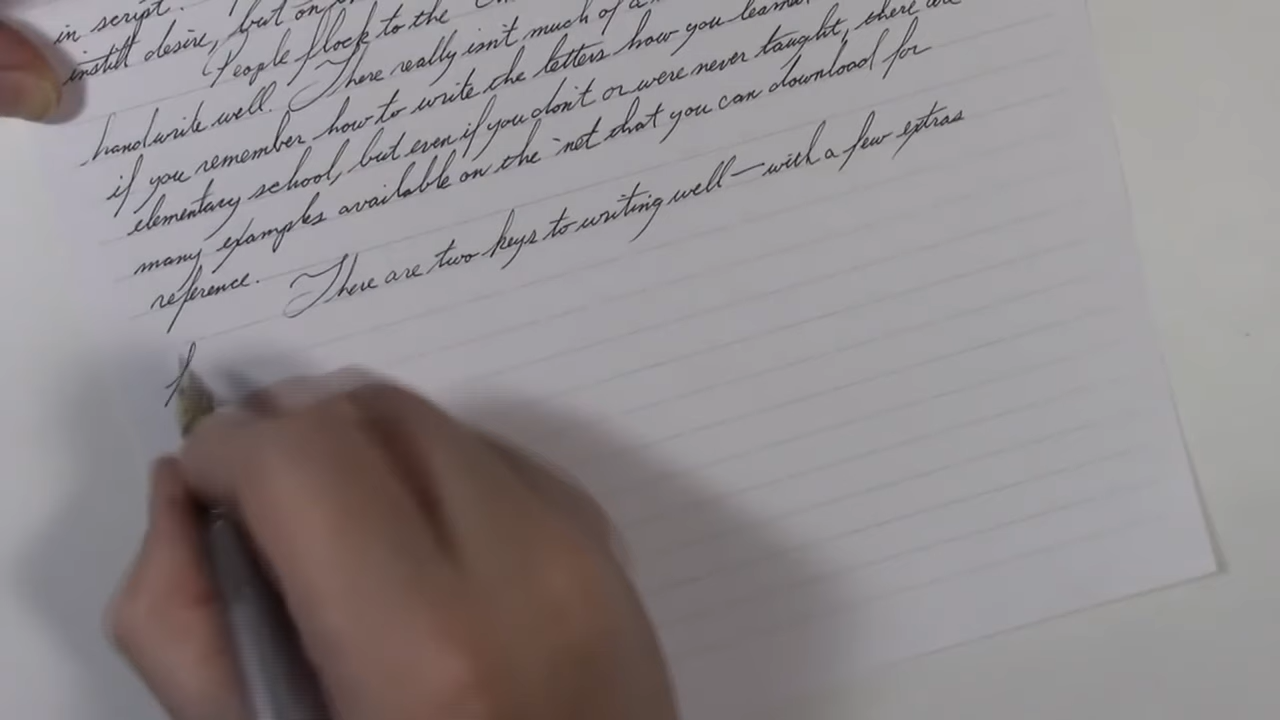 in script.
instill desire, but on
People flock to the
handwrite well. There really isn't much of a
if you remember how to write the letters how you learned
elementary school, but even if you don't or were never taught, there are
many examples available on the 'net that you can download for
reference. There are two keys to writing well—with a few extras